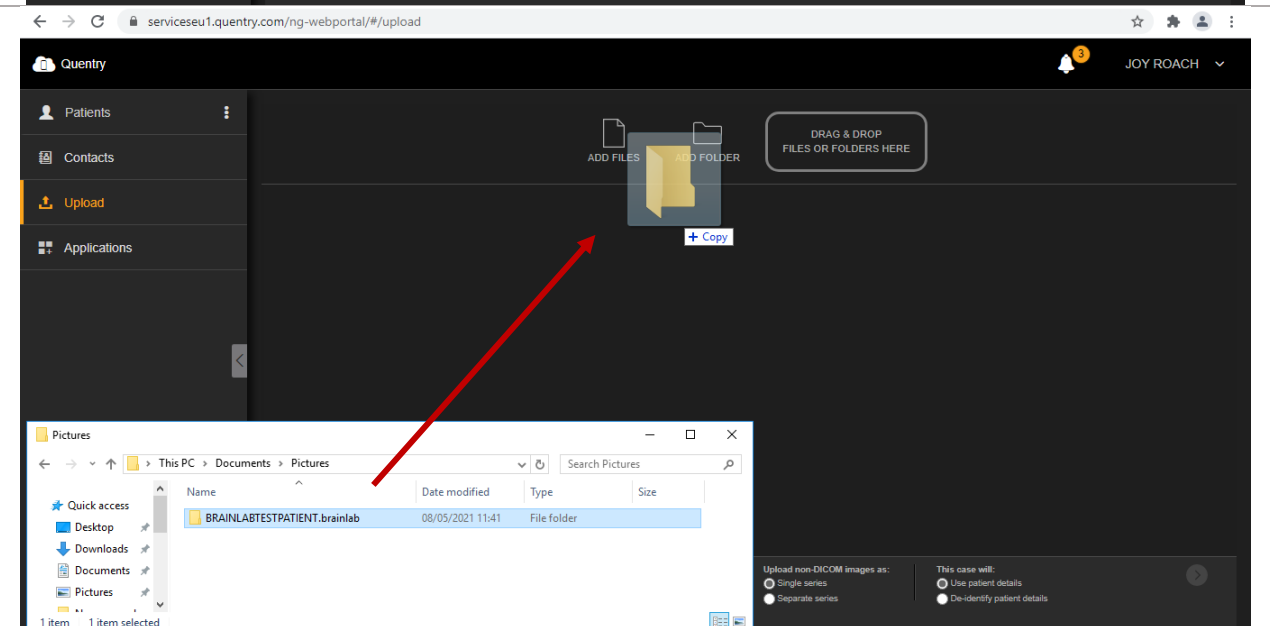 serviceseu1.quentry.com/ng-webportal/#/upload
Quentry
3
JOY ROACH
Patients
Contacts
Upload
Applications
ADD FILES
ADD FOLDER
DRAG & DROP
FILES OR FOLDERS HERE
+ Copy
Pictures
This PC > Documents > Pictures
Search Pictures
Quick access
Desktop
Downloads
Documents
Pictures
Name Date modified Type Size
BRAINLABTESTPATIENT.brainlab 08/05/2021 11:41 File folder
1 item 1 item selected
Upload non-DICOM images as:
Single series
Separate series
This case will:
Use patient details
De-identify patient details